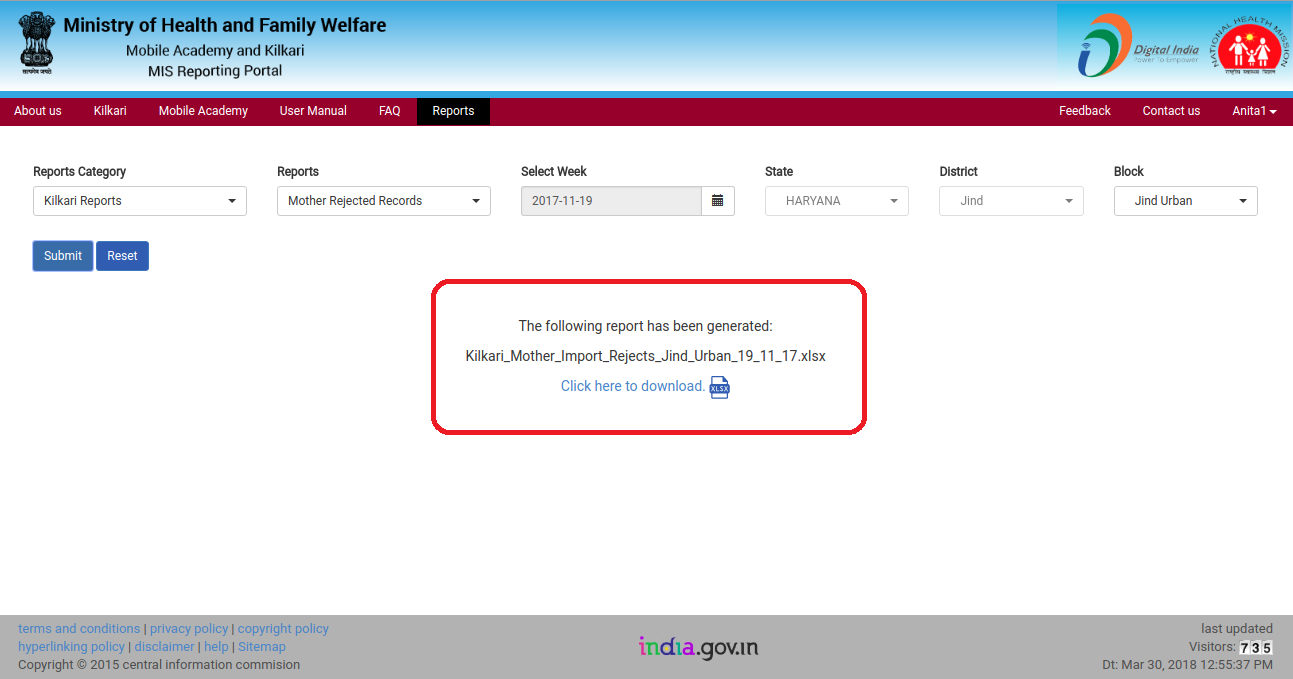 Ministry of Health and Family Welfare
Mobile Academy and Kilkari
MIS Reporting Portal
सत्यमेव जयते
Digital India
Power To Empower
NATIONAL HEALTH MISSION
राष्ट्रीय स्वास्थ्य मिशन
About us Kilkari Mobile Academy User Manual FAQ Reports Feedback Contact us Anita1
Reports Category Reports Select Week State District Block
Kilkari Reports Mother Rejected Records 2017-11-19 HARYANA Jind Jind Urban
Submit Reset
The following report has been generated:
Kilkari_Mother_Import_Rejects_Jind_Urban_19_11_17.xlsx
Click here to download. XLSX
terms and conditions | privacy policy | copyright policy
hyperlinking policy | disclaimer | help | Sitemap
Copyright © 2015 central information commision
india.gov.in
last updated
Visitors: 735
Dt: Mar 30, 2018 12:55:37 PM